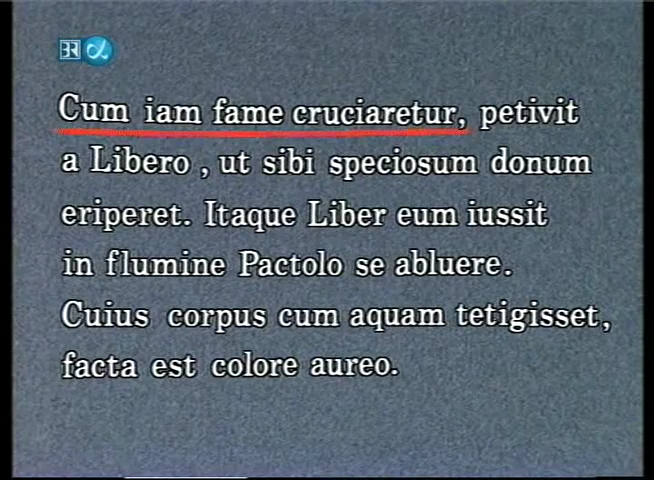 BR α
Cum iam fame cruciaretur, petivit
a Libero , ut sibi speciosum donum
eriperet. Itaque Liber eum iussit
in flumine Pactolo se abluere.
Cuius corpus cum aquam tetigisset,
facta est colore aureo.